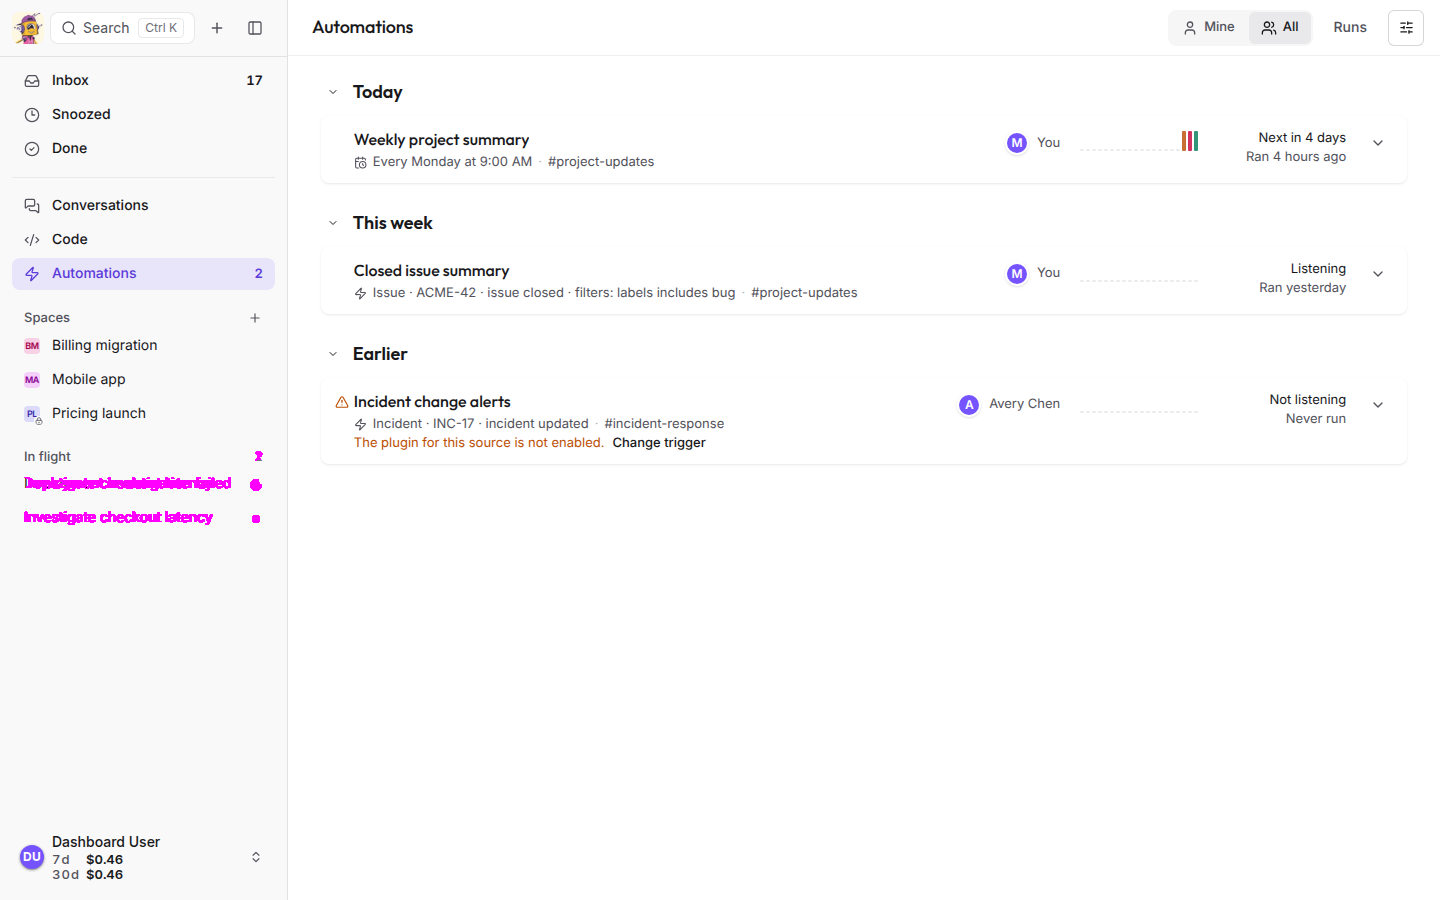 Search Ctrl K
Inbox 17
Snoozed
Done
Conversations
Code
Automations 2
Spaces
BM Billing migration
MA Mobile app
PL Pricing launch
In flight
Investigate checkout latency
DU Dashboard User
7d $0.46
30d $0.46
Automations
Mine All Runs
Today
Weekly project summary
Every Monday at 9:00 AM · #project-updates
M You
Next in 4 days
Ran 4 hours ago
This week
Closed issue summary
Issue · ACME-42 · issue closed · filters: labels includes bug · #project-updates
M You
Listening
Ran yesterday
Earlier
Incident change alerts
Incident · INC-17 · incident updated · #incident-response
The plugin for this source is not enabled. Change trigger
A Avery Chen
Not listening
Never run